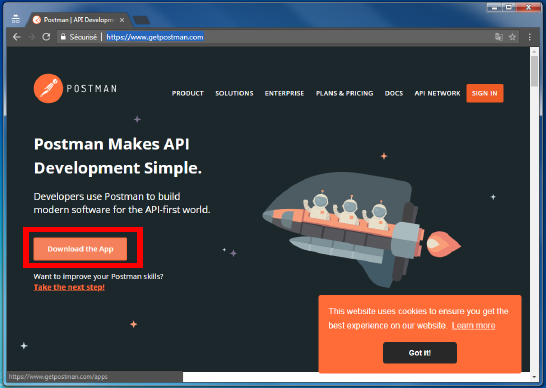 Postman | API Developm
Sécurisé | https://www.getpostman.com
POSTMAN
PRODUCT SOLUTIONS ENTERPRISE PLANS & PRICING DOCS API NETWORK SIGN IN
Postman Makes API
Development Simple.
Developers use Postman to build
modern software for the API-first world.
Download the App
Want to improve your Postman skills?
Take the next step!
This website uses cookies to ensure you get the
best experience on our website. Learn more
Got it!
https://www.getpostman.com/apps